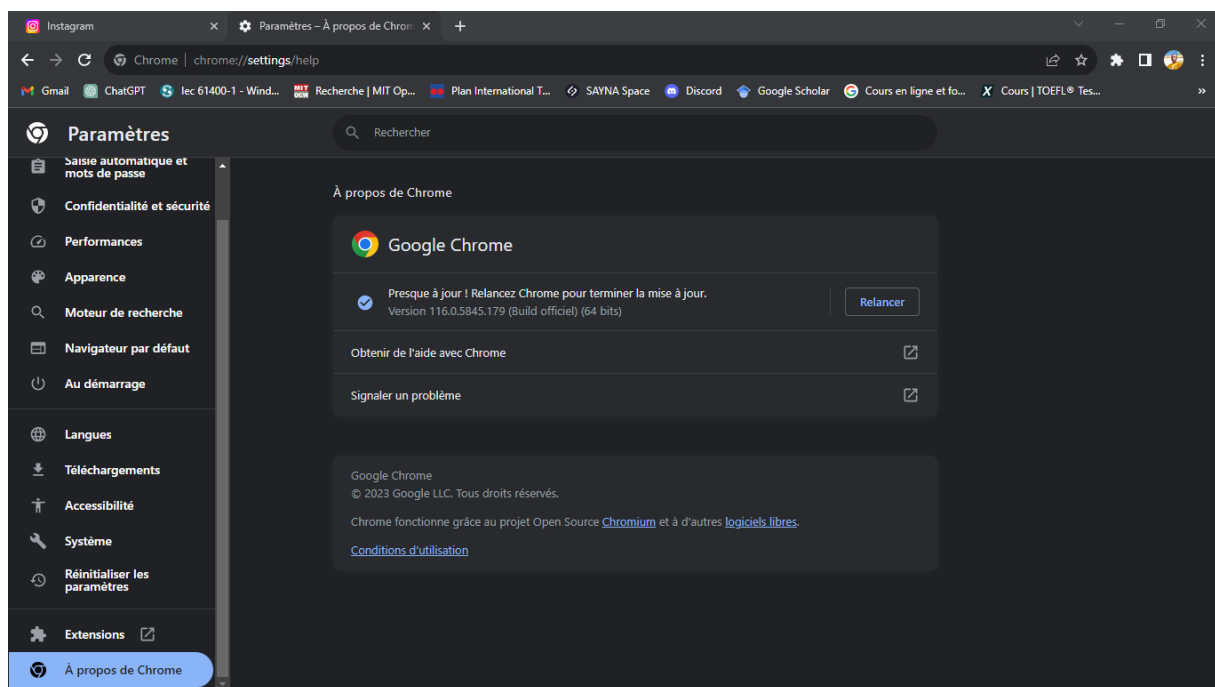 Instagram
Paramètres – À propos de Chrom
Chrome | chrome://settings/help
Gmail
ChatGPT
Iec 61400-1 - Wind...
Recherche | MIT Op...
Plan International T...
SAYNA Space
Discord
Google Scholar
Cours en ligne et fo...
Cours | TOEFL® Tes...
»
Paramètres
Rechercher
Saisie automatique et
mots de passe
Confidentialité et sécurité
Performances
Apparence
Moteur de recherche
Navigateur par défaut
Au démarrage
Langues
Téléchargements
Accessibilité
Système
Réinitialiser les
paramètres
Extensions
À propos de Chrome
À propos de Chrome
Google Chrome
Presque à jour ! Relancez Chrome pour terminer la mise à jour.
Version 116.0.5845.179 (Build officiel) (64 bits)
Relancer
Obtenir de l'aide avec Chrome
Signaler un problème
Google Chrome
© 2023 Google LLC. Tous droits réservés.
Chrome fonctionne grâce au projet Open Source Chromium et à d'autres logiciels libres.
Conditions d'utilisation